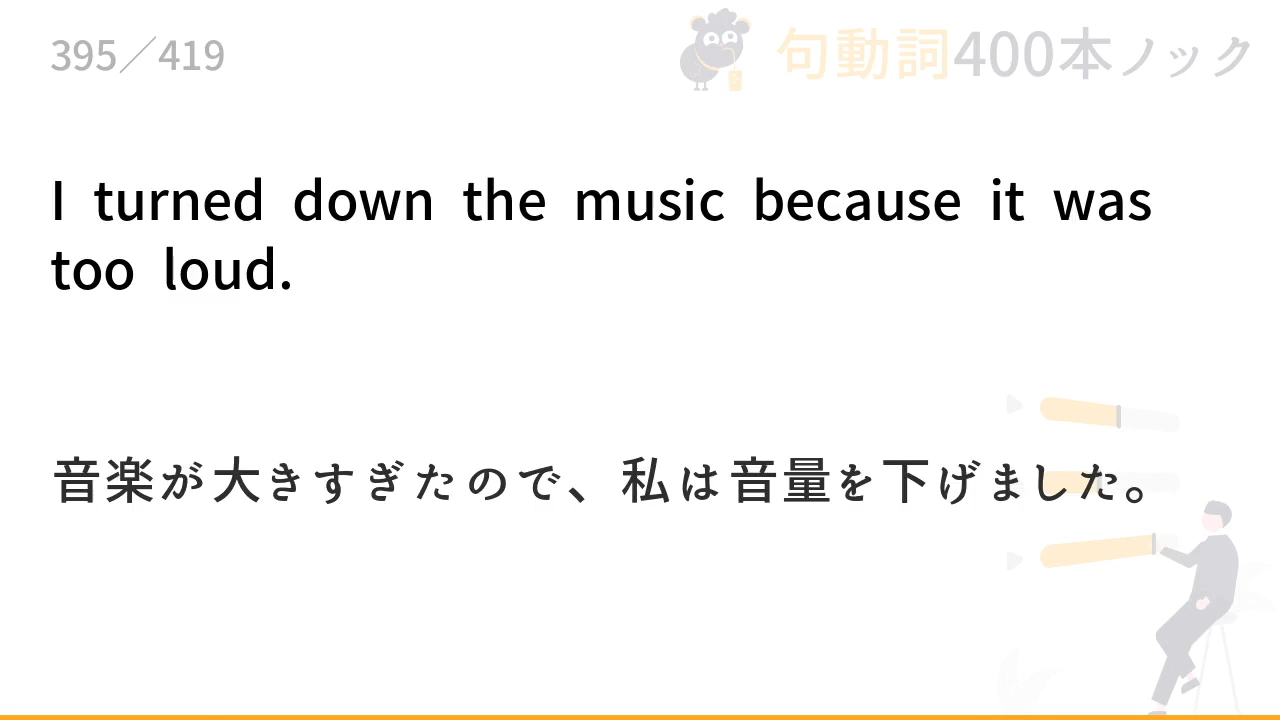 395／419
句動詞400本ノック
I turned down the music because it was
too loud.
音楽が大きすぎたので、私は音量を下げました。